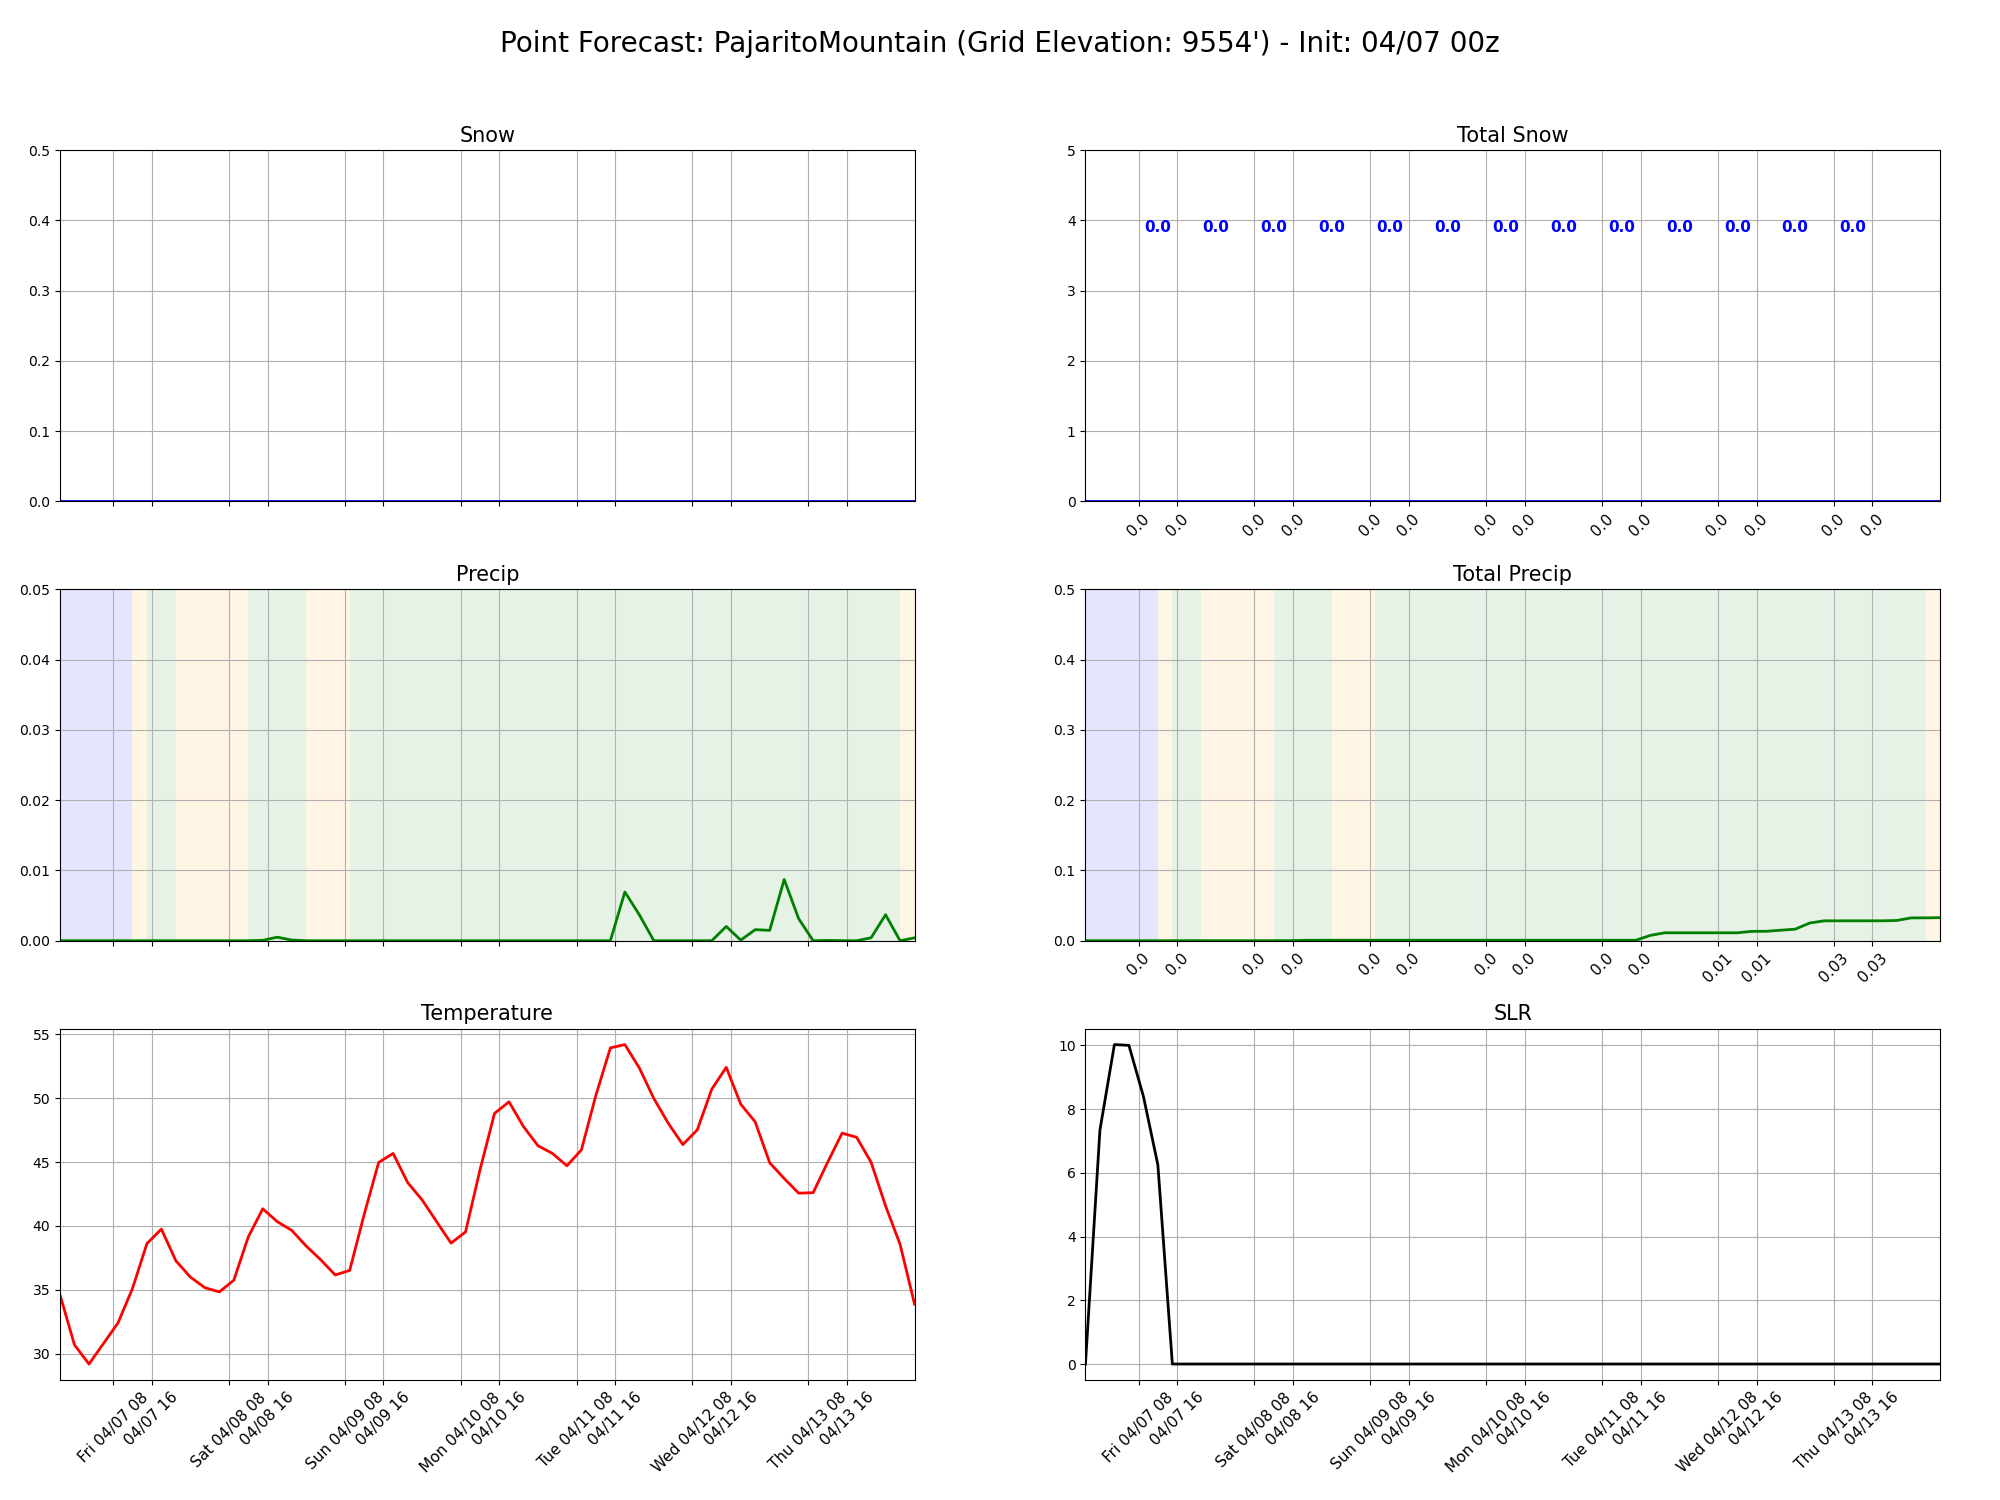 Point Forecast: PajaritoMountain (Grid Elevation: 9554') - Init: 04/07 00z
Snow
0.5
0.4
0.3
0.2
0.1
0.0
Total Snow
5
4
3
2
1
0
0.0 0.0 0.0 0.0 0.0 0.0 0.0 0.0 0.0 0.0 0.0 0.0 0.0
0.0 0.0 0.0 0.0 0.0 0.0 0.0 0.0 0.0 0.0 0.0 0.0 0.0 0.0
Precip
0.05
0.04
0.03
0.02
0.01
0.00
Total Precip
0.5
0.4
0.3
0.2
0.1
0.0
0.0 0.0 0.0 0.0 0.0 0.0 0.0 0.0 0.0 0.0 0.01 0.01 0.03 0.03
Temperature
55
50
45
40
35
30
Fri 04/07 08
04/07 16
Sat 04/08 08
04/08 16
Sun 04/09 08
04/09 16
Mon 04/10 08
04/10 16
Tue 04/11 08
04/11 16
Wed 04/12 08
04/12 16
Thu 04/13 08
04/13 16
SLR
10
8
6
4
2
0
Fri 04/07 08
04/07 16
Sat 04/08 08
04/08 16
Sun 04/09 08
04/09 16
Mon 04/10 08
04/10 16
Tue 04/11 08
04/11 16
Wed 04/12 08
04/12 16
Thu 04/13 08
04/13 16